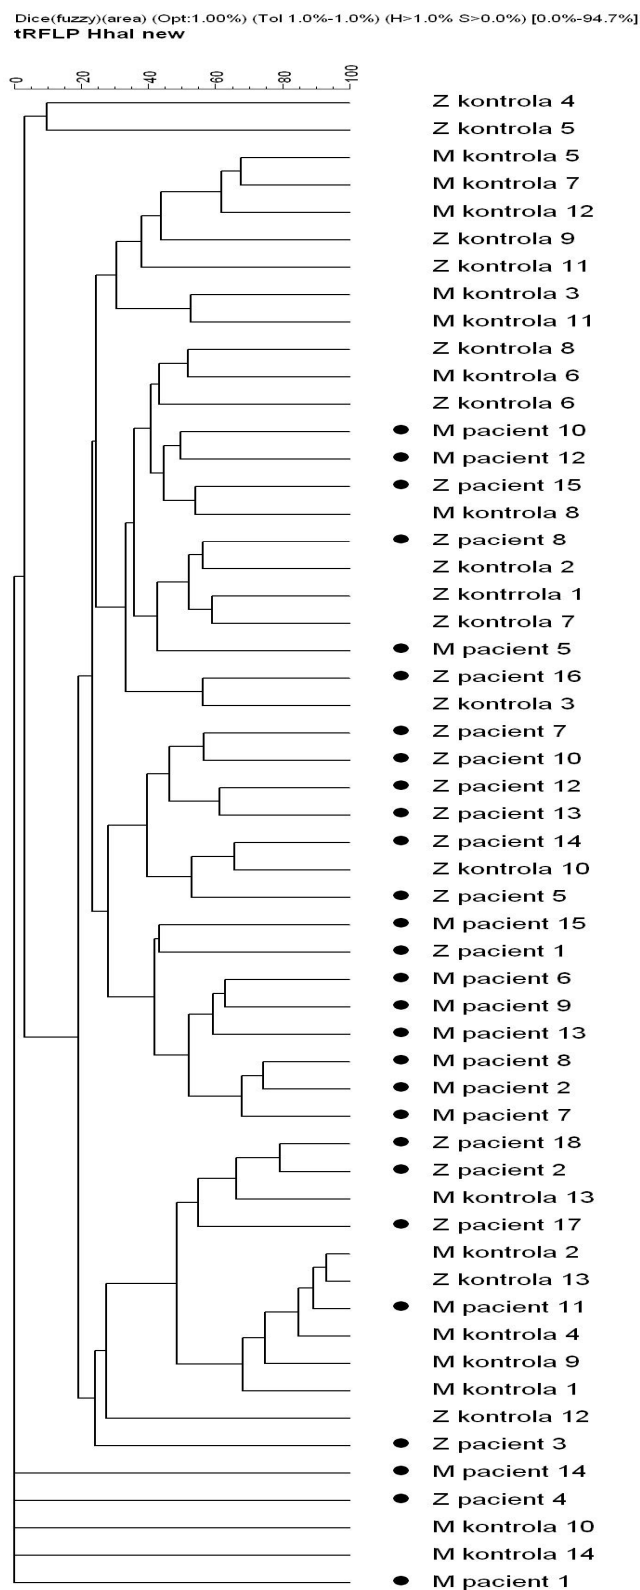 Dice(fuzzy)(area) (Opt:1.00%) (Tol 1.0%-1.0%) (H>1.0% S>0.0%) [0.0%-94.7%]
tRFLP HhaI new
0 20 40 60 80 100
Z kontrola 4
Z kontrola 5
M kontrola 5
M kontrola 7
M kontrola 12
Z kontrola 9
Z kontrola 11
M kontrola 3
M kontrola 11
Z kontrola 8
M kontrola 6
Z kontrola 6
M pacient 10
M pacient 12
Z pacient 15
M kontrola 8
Z pacient 8
Z kontrola 2
Z kontrrola 1
Z kontrola 7
M pacient 5
Z pacient 16
Z kontrola 3
Z pacient 7
Z pacient 10
Z pacient 12
Z pacient 13
Z pacient 14
Z kontrola 10
Z pacient 5
M pacient 15
Z pacient 1
M pacient 6
M pacient 9
M pacient 13
M pacient 8
M pacient 2
M pacient 7
Z pacient 18
Z pacient 2
M kontrola 13
Z pacient 17
M kontrola 2
Z kontrola 13
M pacient 11
M kontrola 4
M kontrola 9
M kontrola 1
Z kontrola 12
Z pacient 3
M pacient 14
Z pacient 4
M kontrola 10
M kontrola 14
M pacient 1